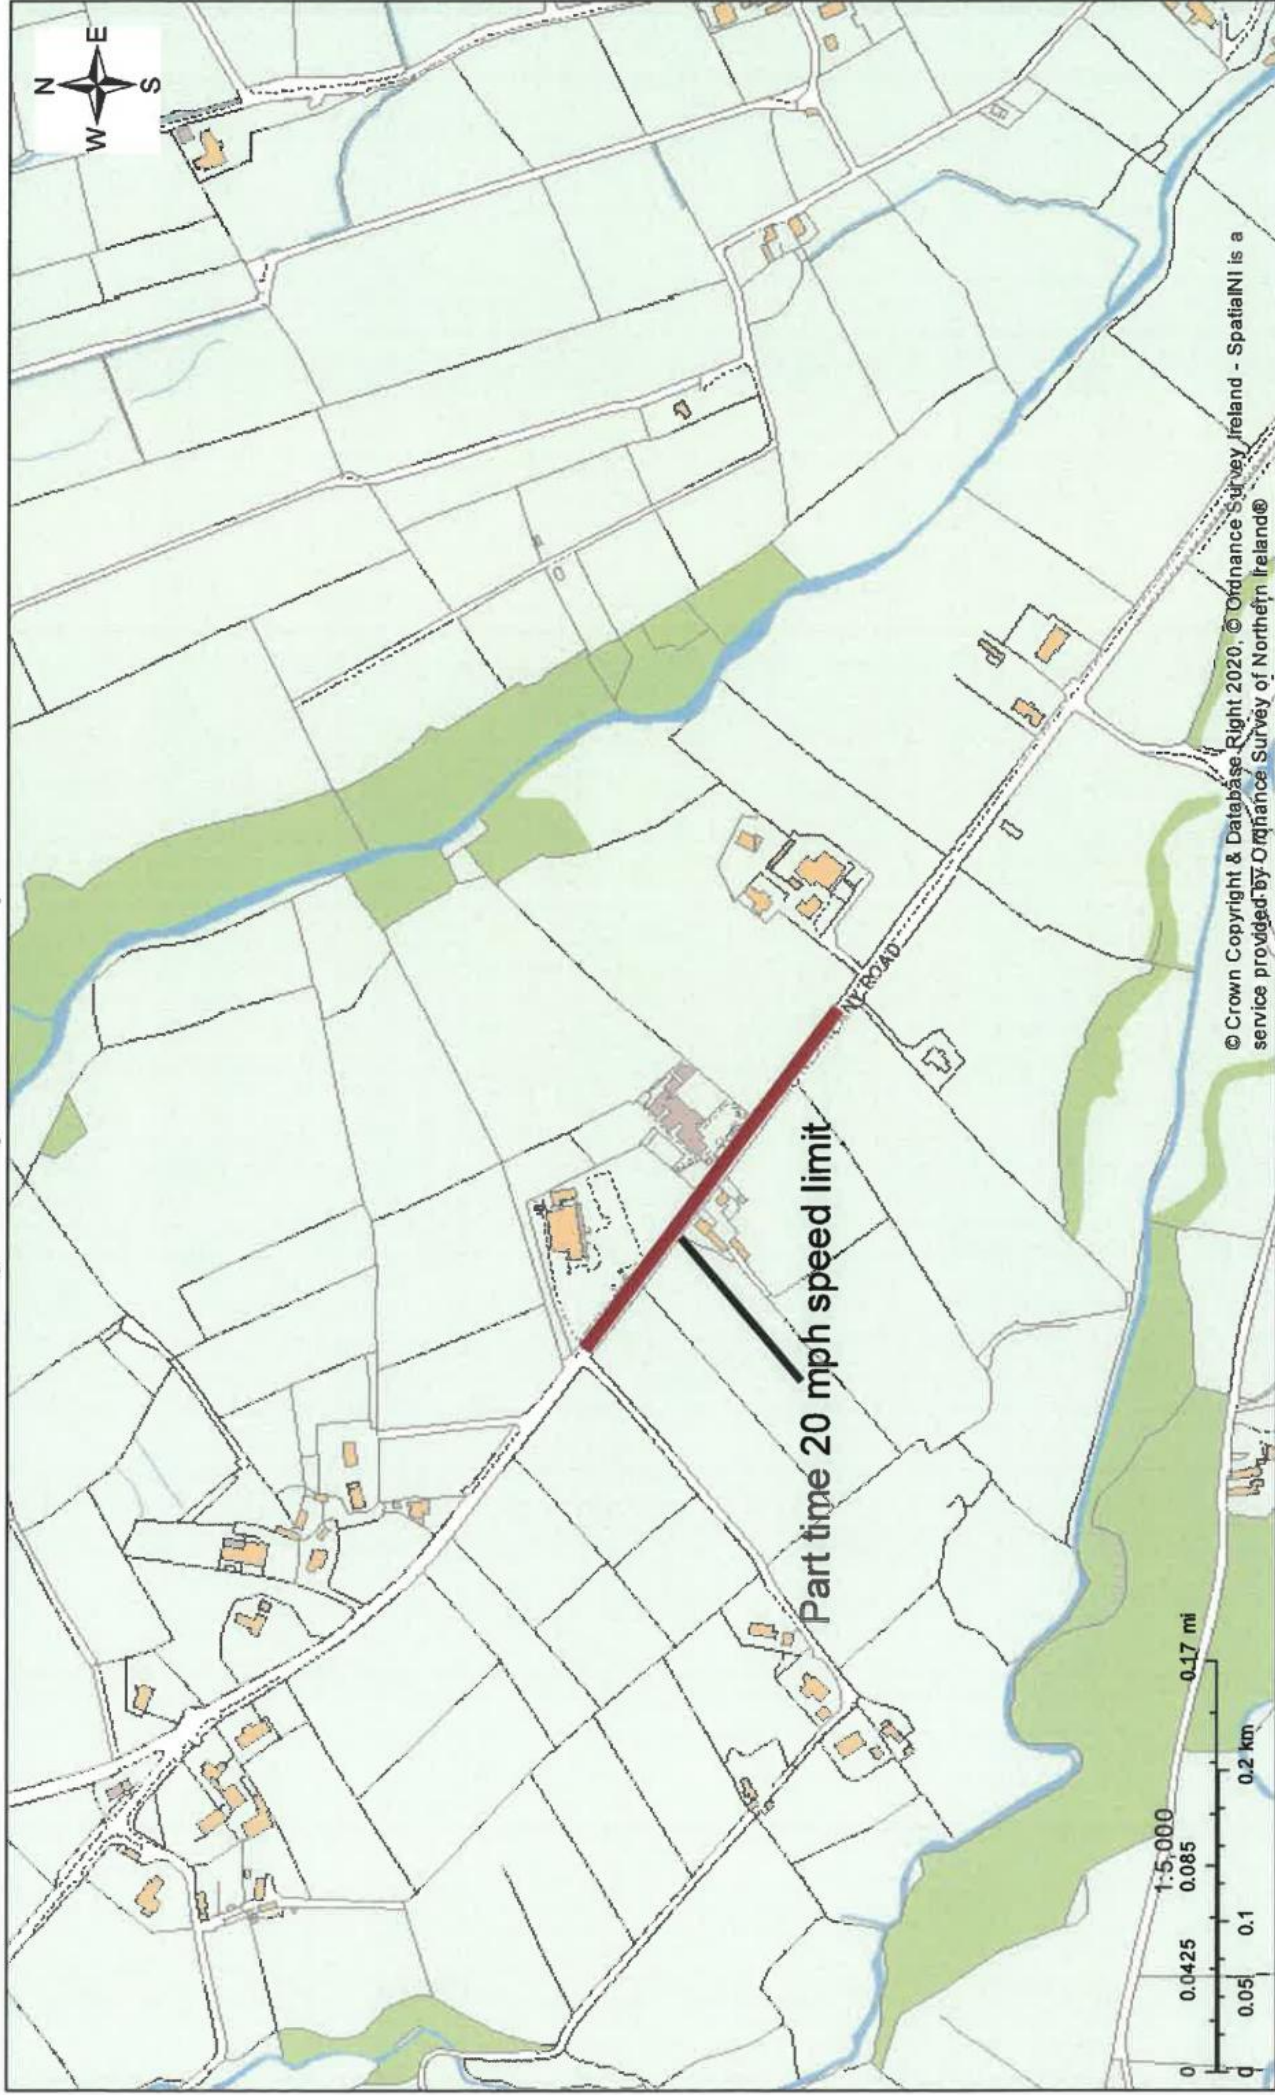 N
W E
S
NY ROAD
Part time 20 mph speed limit
1:5,000
0 0.0425 0.085 0.17 mi
0 0.05 0.1 0.2 km
© Crown Copyright & Database Right 2020, © Ordnance Survey Ireland - SpatialNI is a
service provided by Ordnance Survey of Northern Ireland®